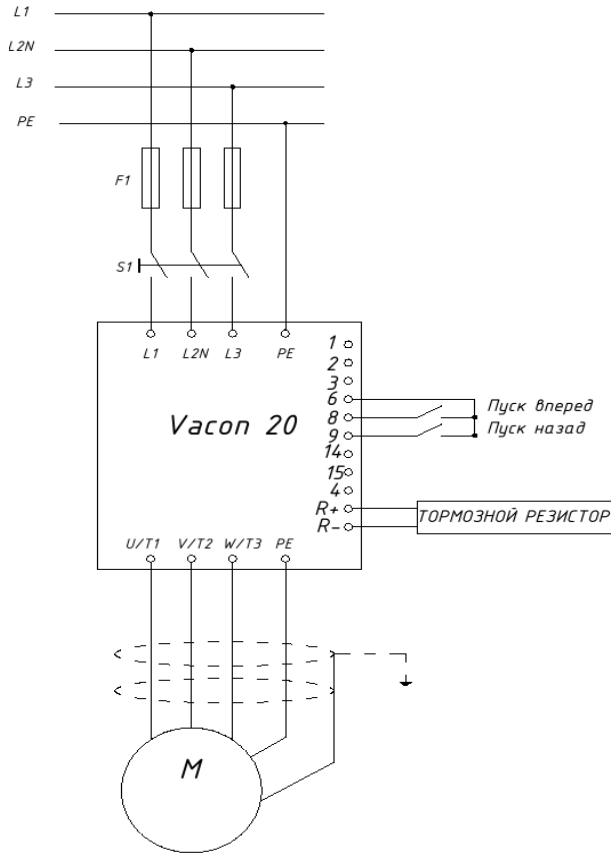 L1
L2N
L3
PE
F1
S1
L1 L2N L3 PE
1
2
3
6
8
9
14
15
4
R+
R-
Vacon 20
Пуск вперед
Пуск назад
ТОРМОЗНОЙ РЕЗИСТОР
U/T1 V/T2 W/T3 PE
M